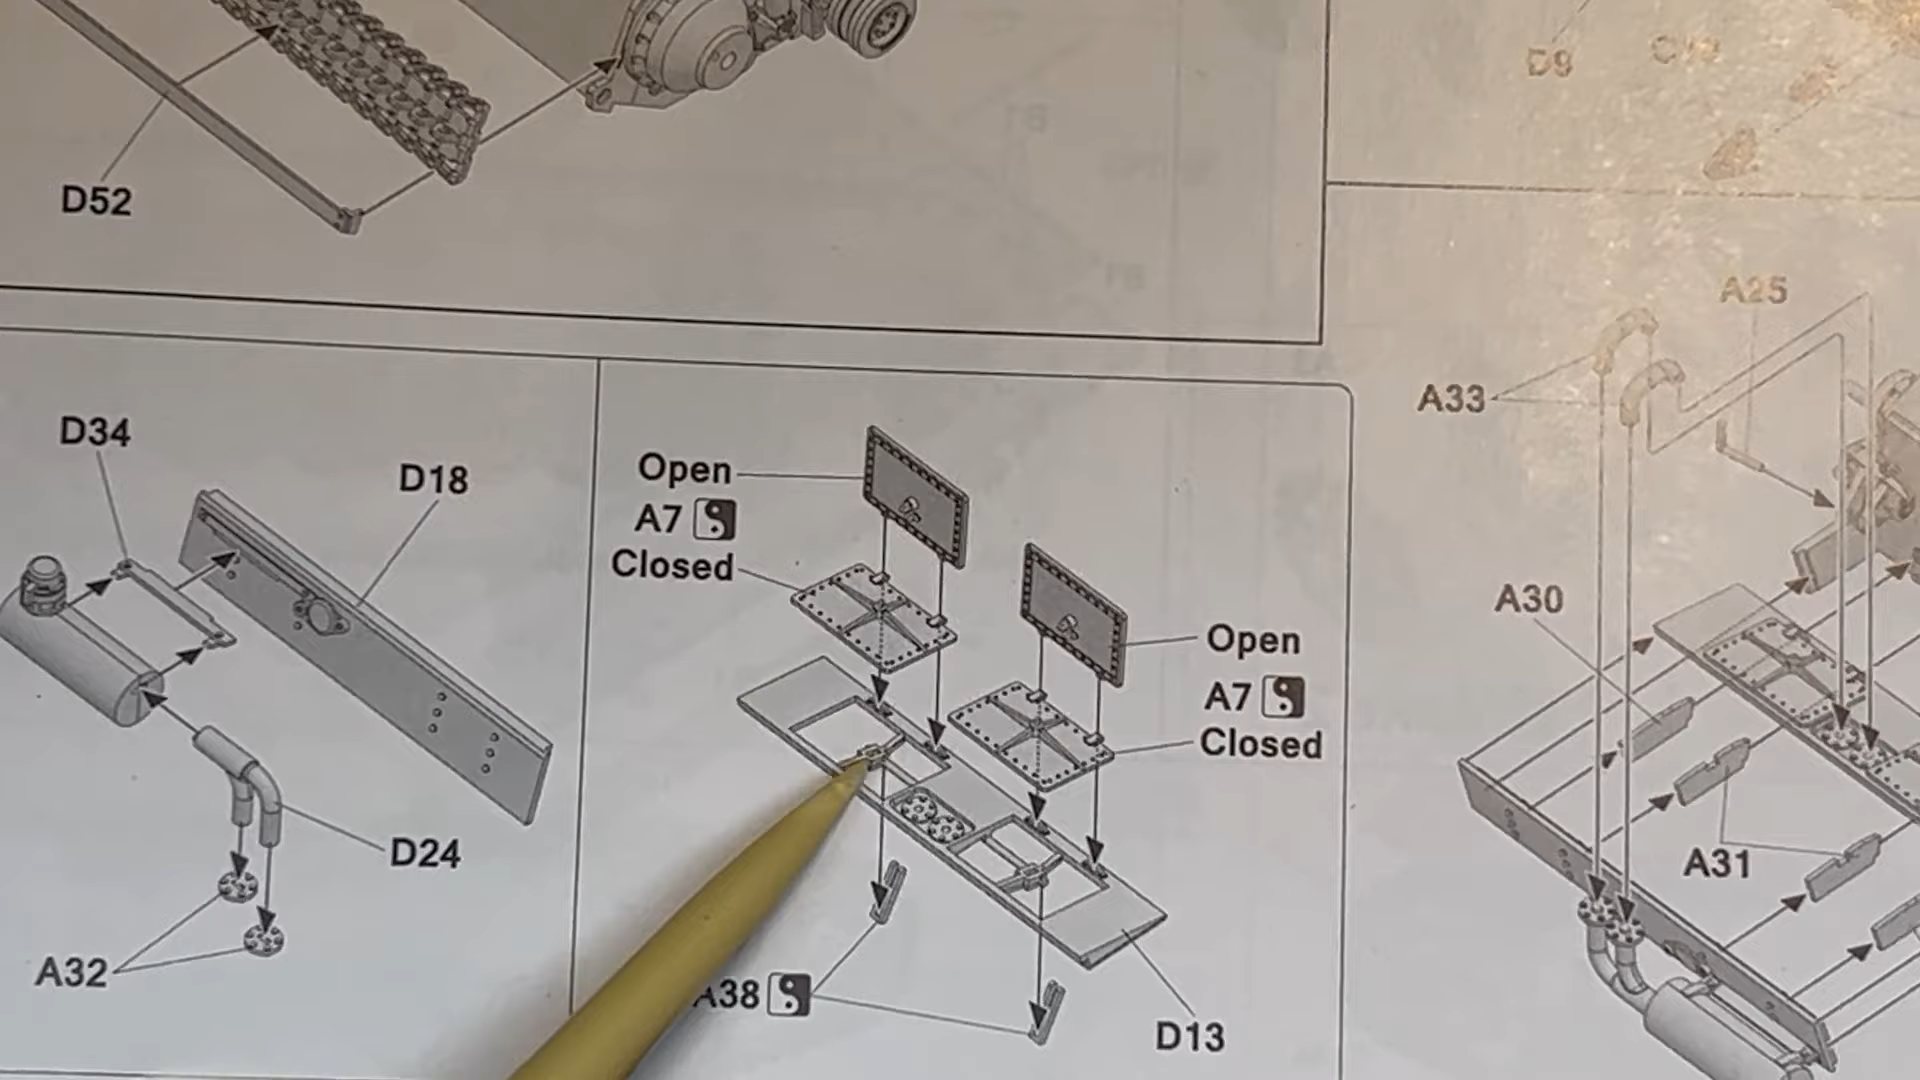 D52
D9
A25
A33
D34
D18
Open
A7
Closed
Open
A7
Closed
A30
A31
D24
A32
A38
D13